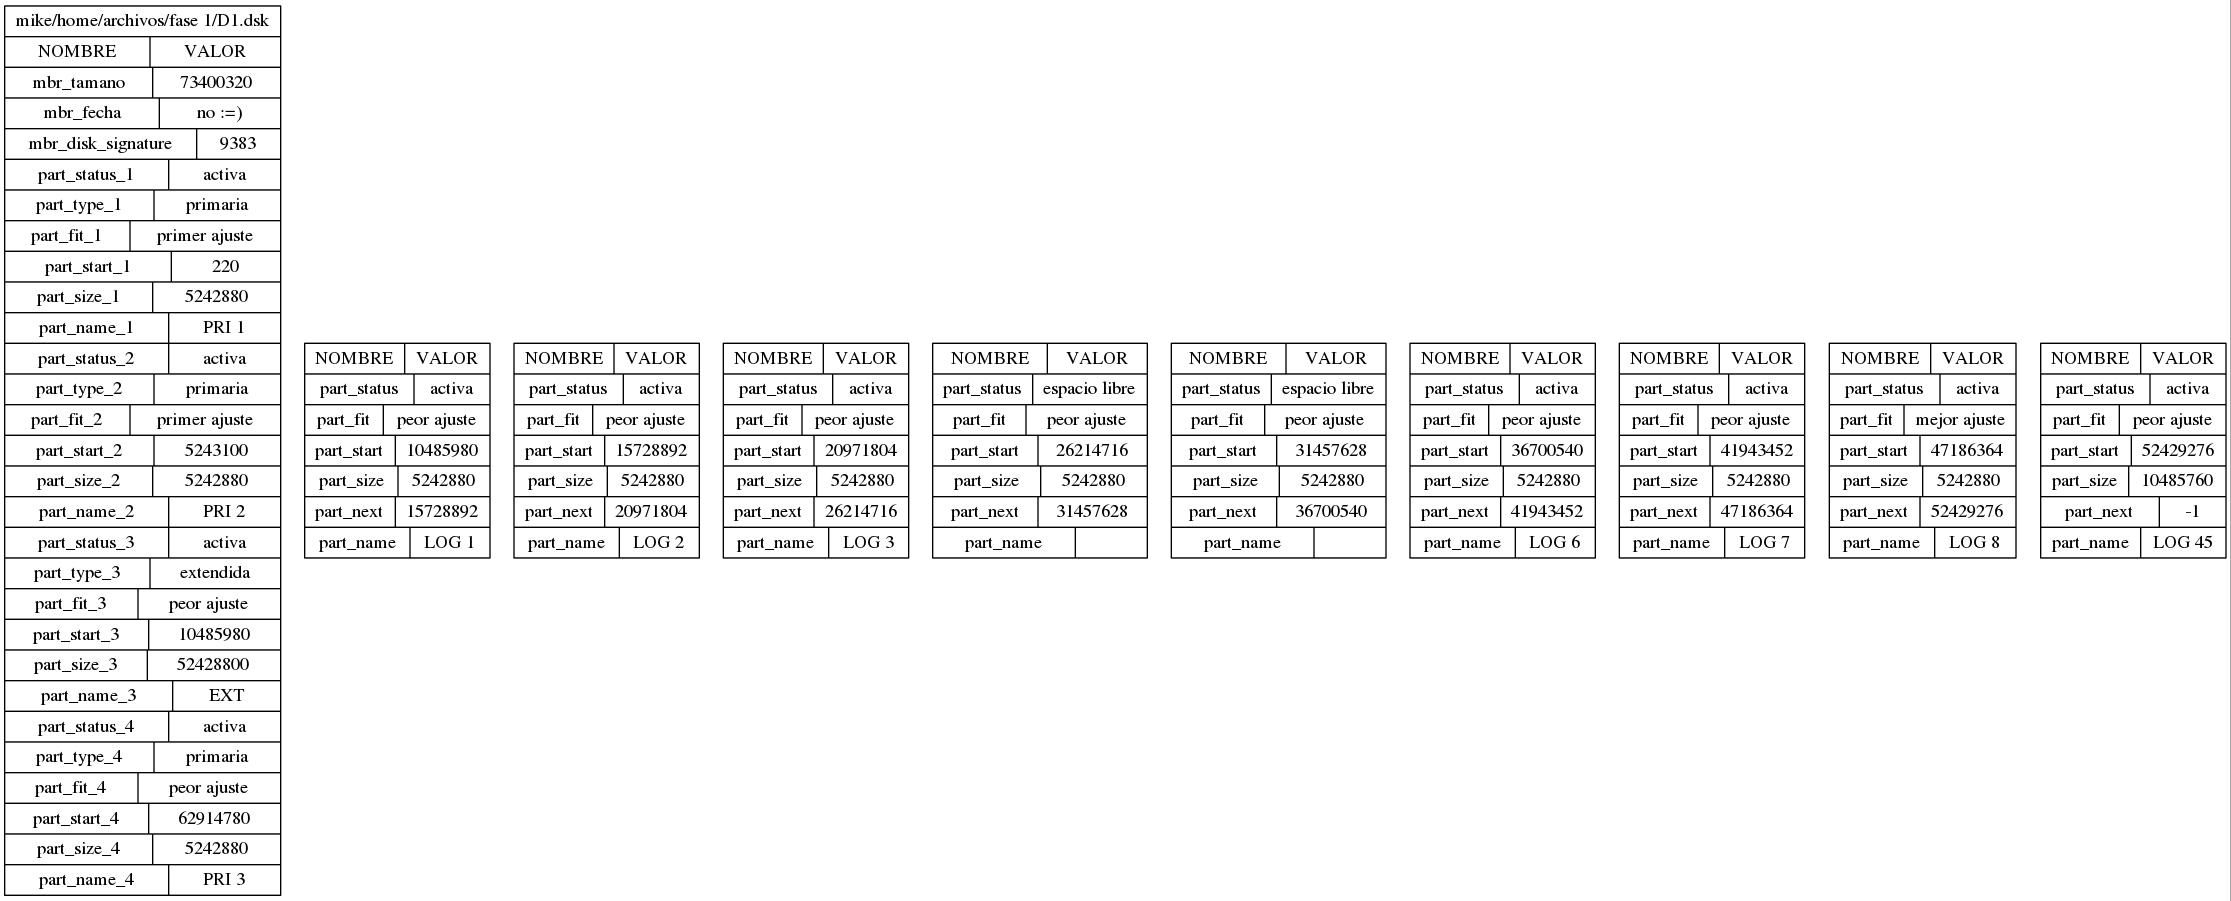 mike/home/archivos/fase 1/D1.dsk
NOMBRE VALOR
mbr_tamano 73400320
mbr_fecha no :=)
mbr_disk_signature 9383
part_status_1 activa
part_type_1 primaria
part_fit_1 primer ajuste
part_start_1 220
part_size_1 5242880
part_name_1 PRI 1
part_status_2 activa
part_type_2 primaria
part_fit_2 primer ajuste
part_start_2 5243100
part_size_2 5242880
part_name_2 PRI 2
part_status_3 activa
part_type_3 extendida
part_fit_3 peor ajuste
part_start_3 10485980
part_size_3 52428800
part_name_3 EXT
part_status_4 activa
part_type_4 primaria
part_fit_4 peor ajuste
part_start_4 62914780
part_size_4 5242880
part_name_4 PRI 3
NOMBRE VALOR
part_status activa
part_fit peor ajuste
part_start 10485980
part_size 5242880
part_next 15728892
part_name LOG 1
NOMBRE VALOR
part_status activa
part_fit peor ajuste
part_start 15728892
part_size 5242880
part_next 20971804
part_name LOG 2
NOMBRE VALOR
part_status activa
part_fit peor ajuste
part_start 20971804
part_size 5242880
part_next 26214716
part_name LOG 3
NOMBRE VALOR
part_status espacio libre
part_fit peor ajuste
part_start 26214716
part_size 5242880
part_next 31457628
part_name
NOMBRE VALOR
part_status espacio libre
part_fit peor ajuste
part_start 31457628
part_size 5242880
part_next 36700540
part_name
NOMBRE VALOR
part_status activa
part_fit peor ajuste
part_start 36700540
part_size 5242880
part_next 41943452
part_name LOG 6
NOMBRE VALOR
part_status activa
part_fit peor ajuste
part_start 41943452
part_size 5242880
part_next 47186364
part_name LOG 7
NOMBRE VALOR
part_status activa
part_fit mejor ajuste
part_start 47186364
part_size 5242880
part_next 52429276
part_name LOG 8
NOMBRE VALOR
part_status activa
part_fit peor ajuste
part_start 52429276
part_size 10485760
part_next -1
part_name LOG 45